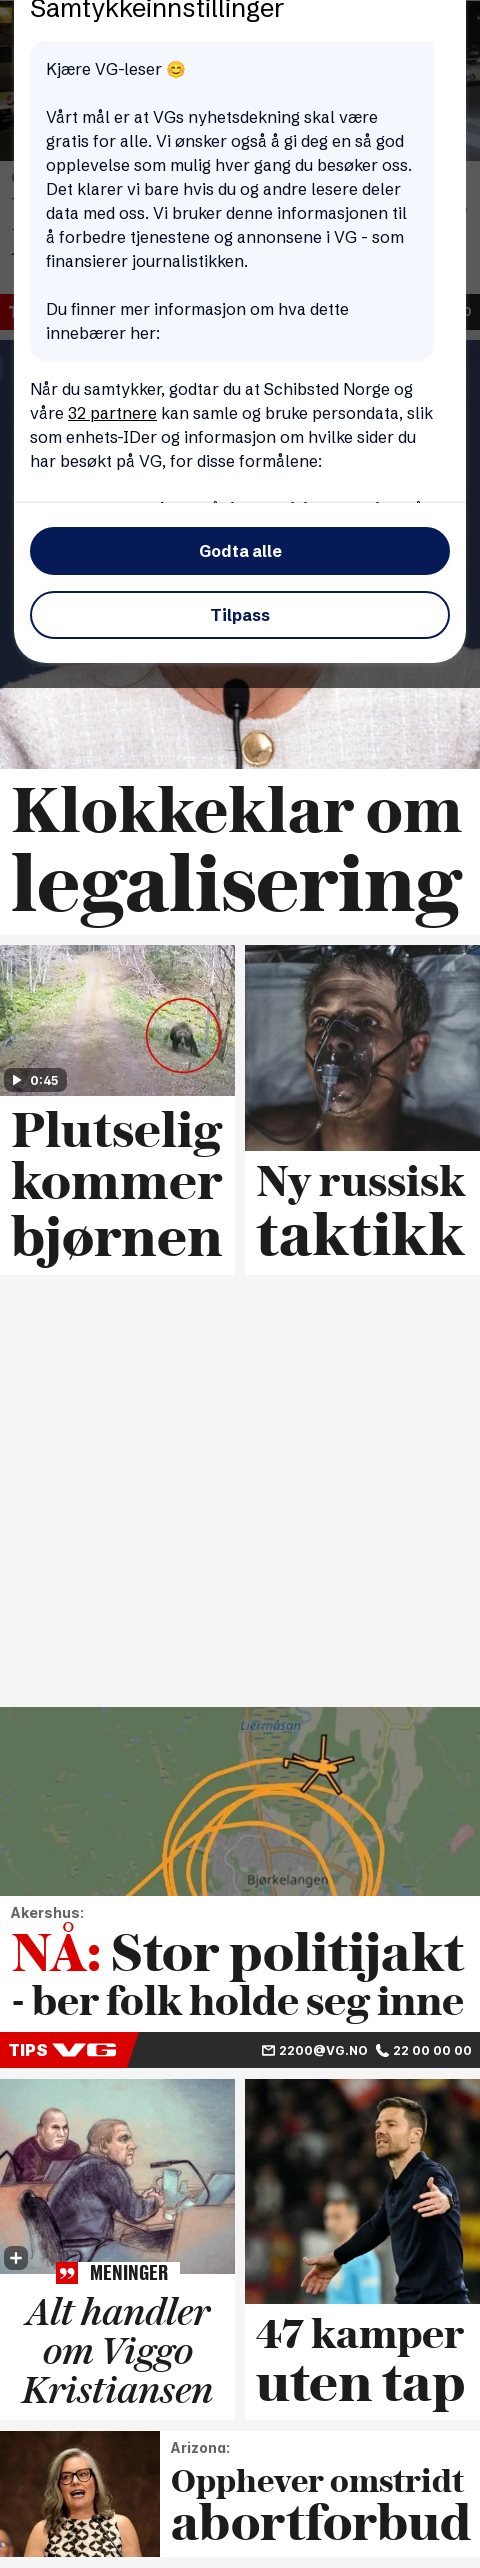 Samtykkeinnstillinger
Kjære VG-leser 😊
Vårt mål er at VGs nyhetsdekning skal være
gratis for alle. Vi ønsker også å gi deg en så god
opplevelse som mulig hver gang du besøker oss.
Det klarer vi bare hvis du og andre lesere deler
data med oss. Vi bruker denne informasjonen til
å forbedre tjenestene og annonsene i VG - som
finansierer journalistikken.
Du finner mer informasjon om hva dette
innebærer her:
Når du samtykker, godtar du at Schibsted Norge og
våre 32 partnere kan samle og bruke persondata, slik
som enhets-IDer og informasjon om hvilke sider du
har besøkt på VG, for disse formålene:
Godta alle
Tilpass
Klokkeklar om
legalisering
0:45
Plutselig
kommer
bjørnen
Ny russisk
taktikk
Liermåsan
Bjørkelangen
Akershus:
NÅ: Stor politijakt
- ber folk holde seg inne
TIPS VG 2200@VG.NO 22 00 00 00
MENINGER
Alt handler
om Viggo
Kristiansen
47 kamper
uten tap
Arizona:
Opphever omstridt
abortforbud